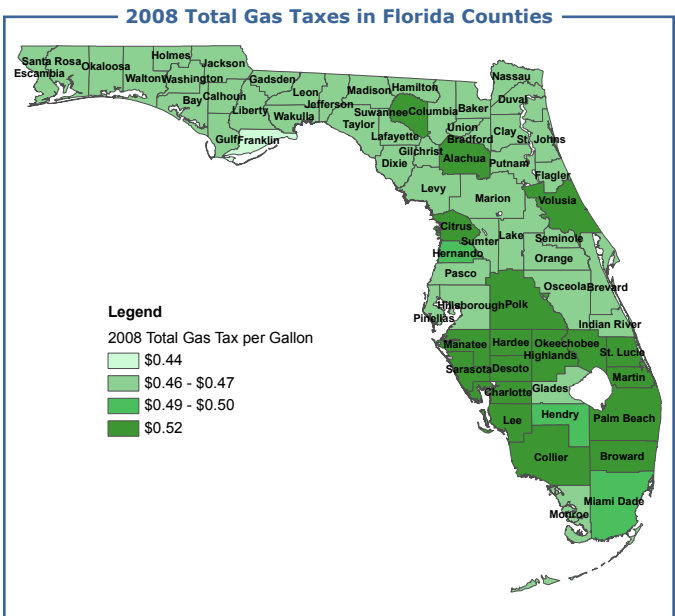 2008 Total Gas Taxes in Florida Counties
Santa Rosa
Escambia
Okaloosa
Holmes
Walton
Washington
Jackson
Bay
Calhoun
Gulf
Liberty
Franklin
Gadsden
Leon
Wakulla
Jefferson
Madison
Taylor
Hamilton
Suwannee
Columbia
Lafayette
Dixie
Gilchrist
Baker
Union
Bradford
Alachua
Nassau
Duval
Clay
St. Johns
Putnam
Flagler
Levy
Marion
Volusia
Citrus
Sumter
Lake
Seminole
Hernando
Orange
Pasco
Osceola
Brevard
Hillsborough
Polk
Pinellas
Indian River
Manatee
Hardee
Okeechobee
Highlands
St. Lucie
Sarasota
Desoto
Martin
Charlotte
Glades
Lee
Hendry
Palm Beach
Collier
Broward
Miami Dade
Monroe
Legend
2008 Total Gas Tax per Gallon
$0.44
$0.46 - $0.47
$0.49 - $0.50
$0.52